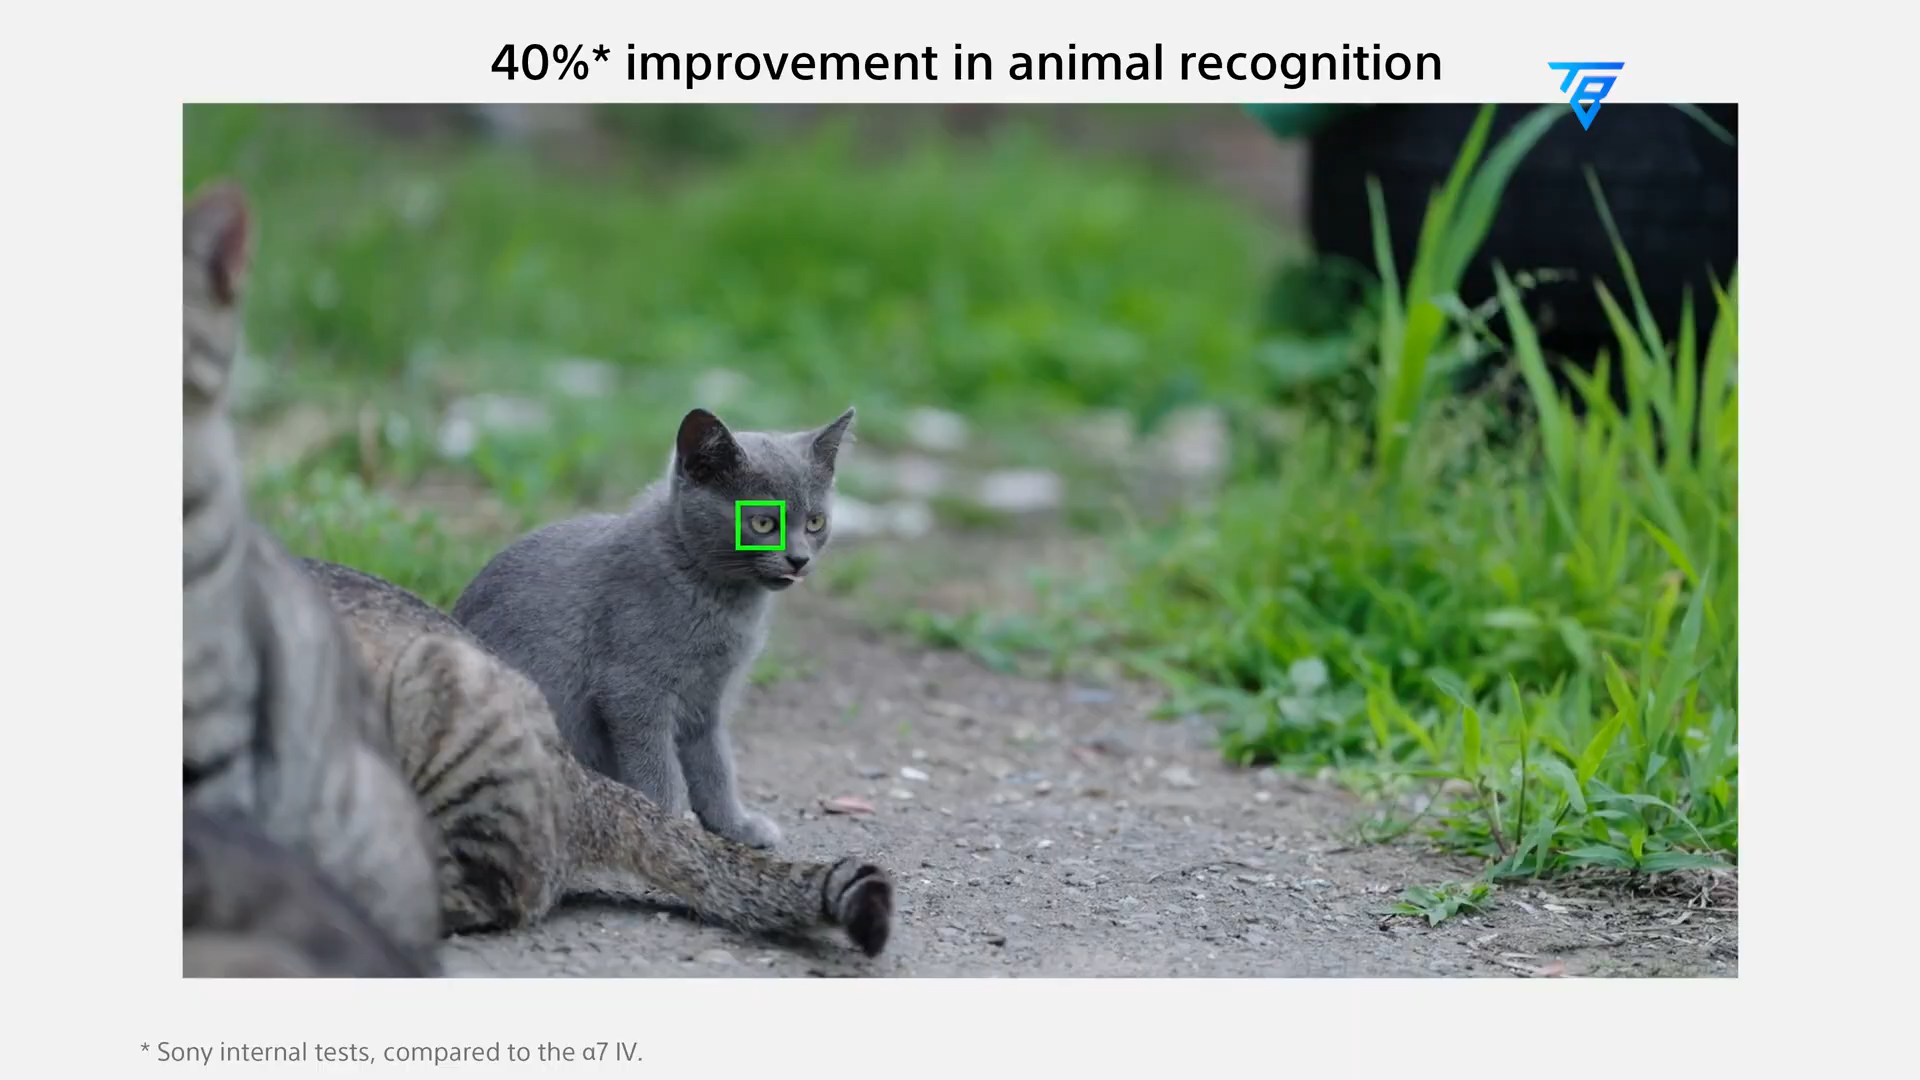 40%* improvement in animal recognition
* Sony internal tests, compared to the α7 IV.